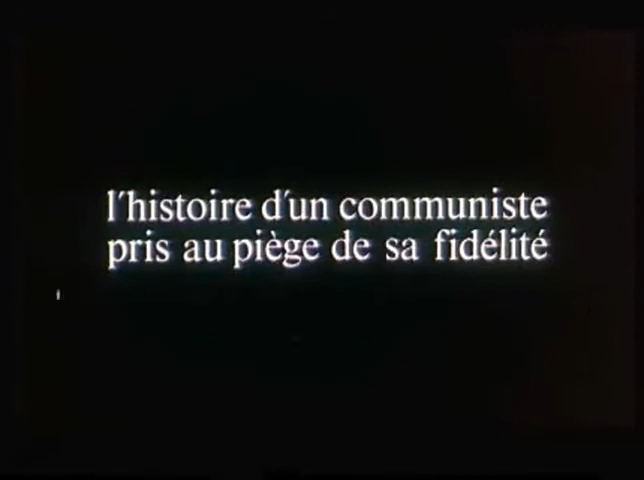 l'histoire d'un communiste
pris au piège de sa fidélité